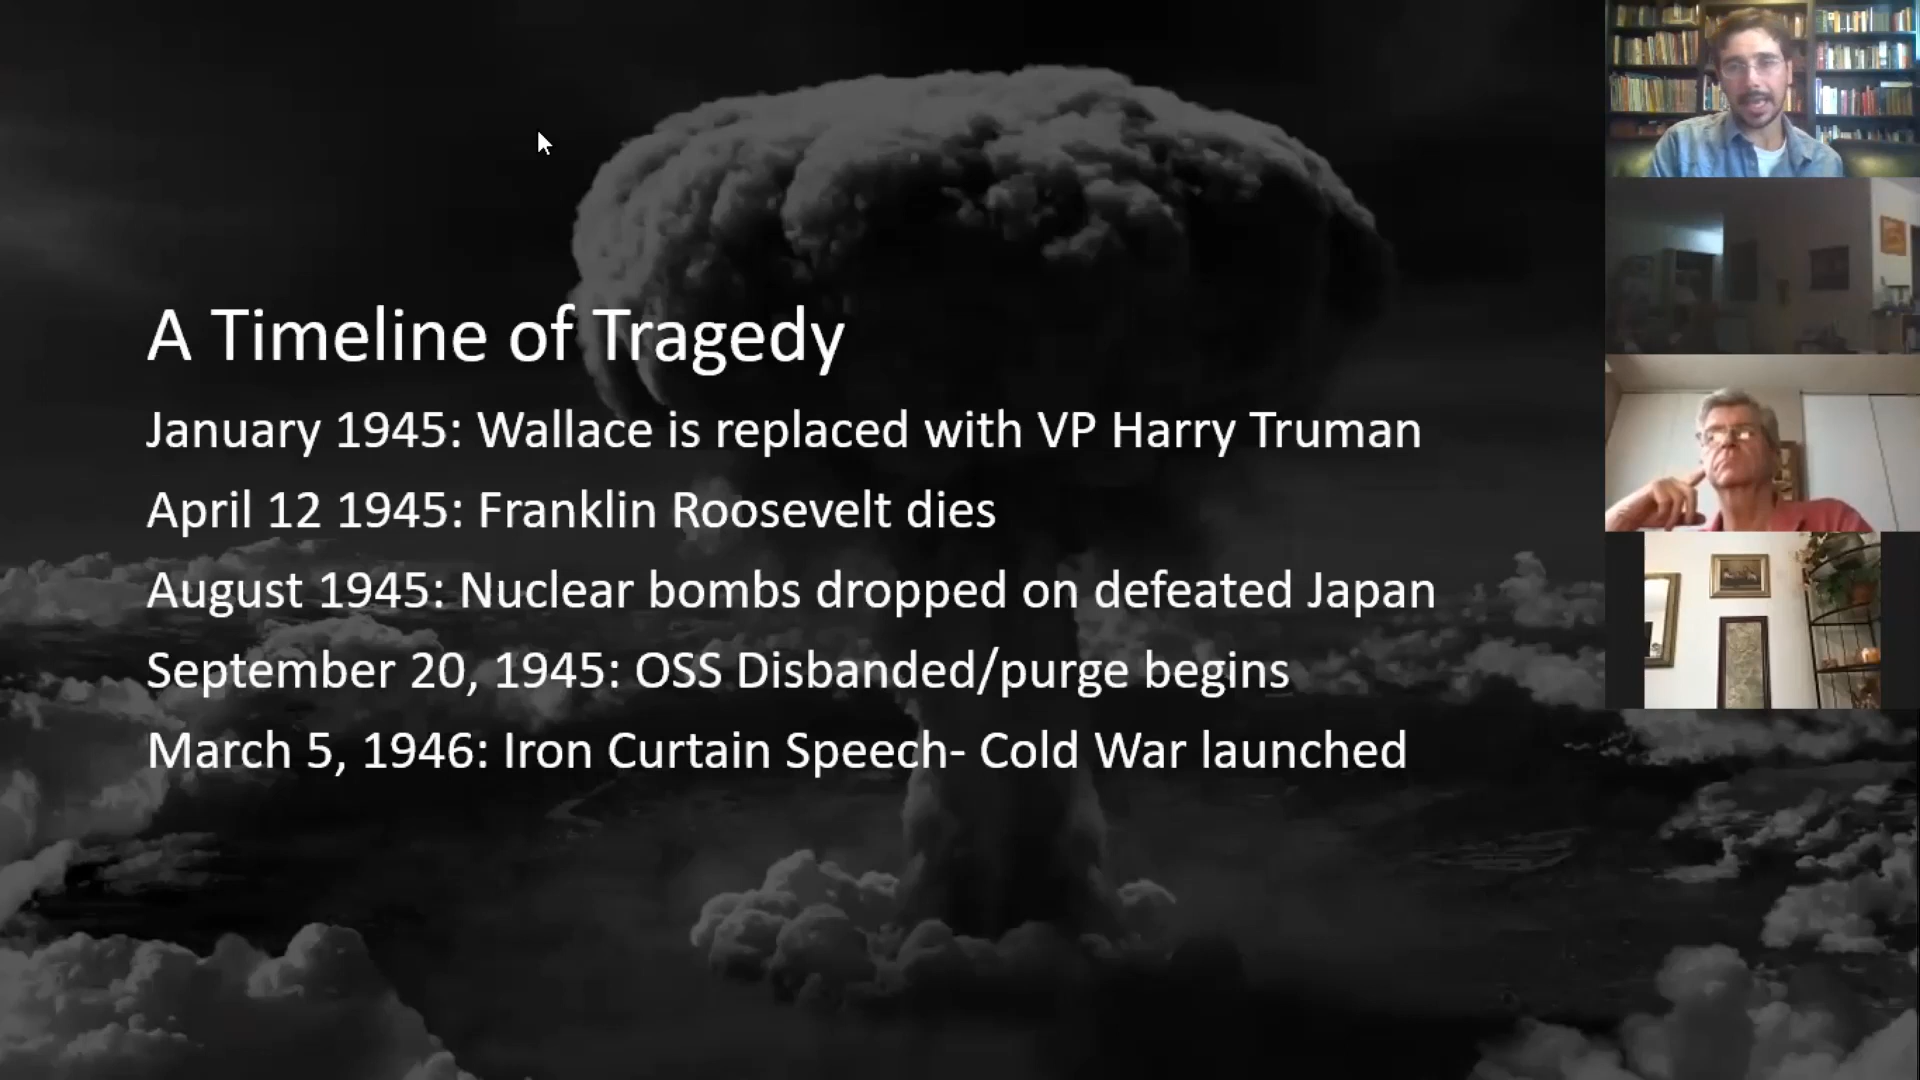 A Timeline of Tragedy
January 1945: Wallace is replaced with VP Harry Truman
April 12 1945: Franklin Roosevelt dies
August 1945: Nuclear bombs dropped on defeated Japan
September 20, 1945: OSS Disbanded/purge begins
March 5, 1946: Iron Curtain Speech- Cold War launched